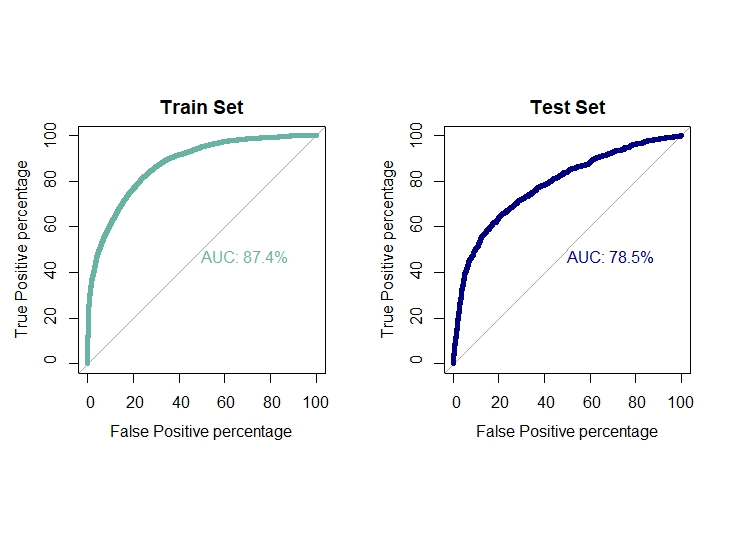 Train Set
True Positive percentage
100
80
60
40
20
0
AUC: 87.4%
0 20 40 60 80 100
False Positive percentage
Test Set
True Positive percentage
100
80
60
40
20
0
AUC: 78.5%
0 20 40 60 80 100
False Positive percentage